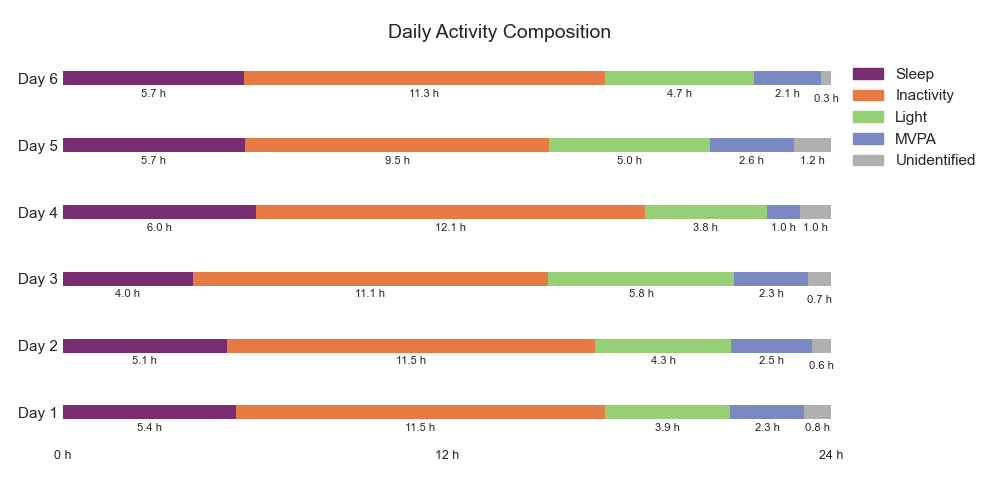 Daily Activity Composition
Day 6
5.7 h 11.3 h 4.7 h 2.1 h 0.3 h
Day 5
5.7 h 9.5 h 5.0 h 2.6 h 1.2 h
Day 4
6.0 h 12.1 h 3.8 h 1.0 h 1.0 h
Day 3
4.0 h 11.1 h 5.8 h 2.3 h 0.7 h
Day 2
5.1 h 11.5 h 4.3 h 2.5 h 0.6 h
Day 1
5.4 h 11.5 h 3.9 h 2.3 h 0.8 h
0 h 12 h 24 h
Sleep
Inactivity
Light
MVPA
Unidentified